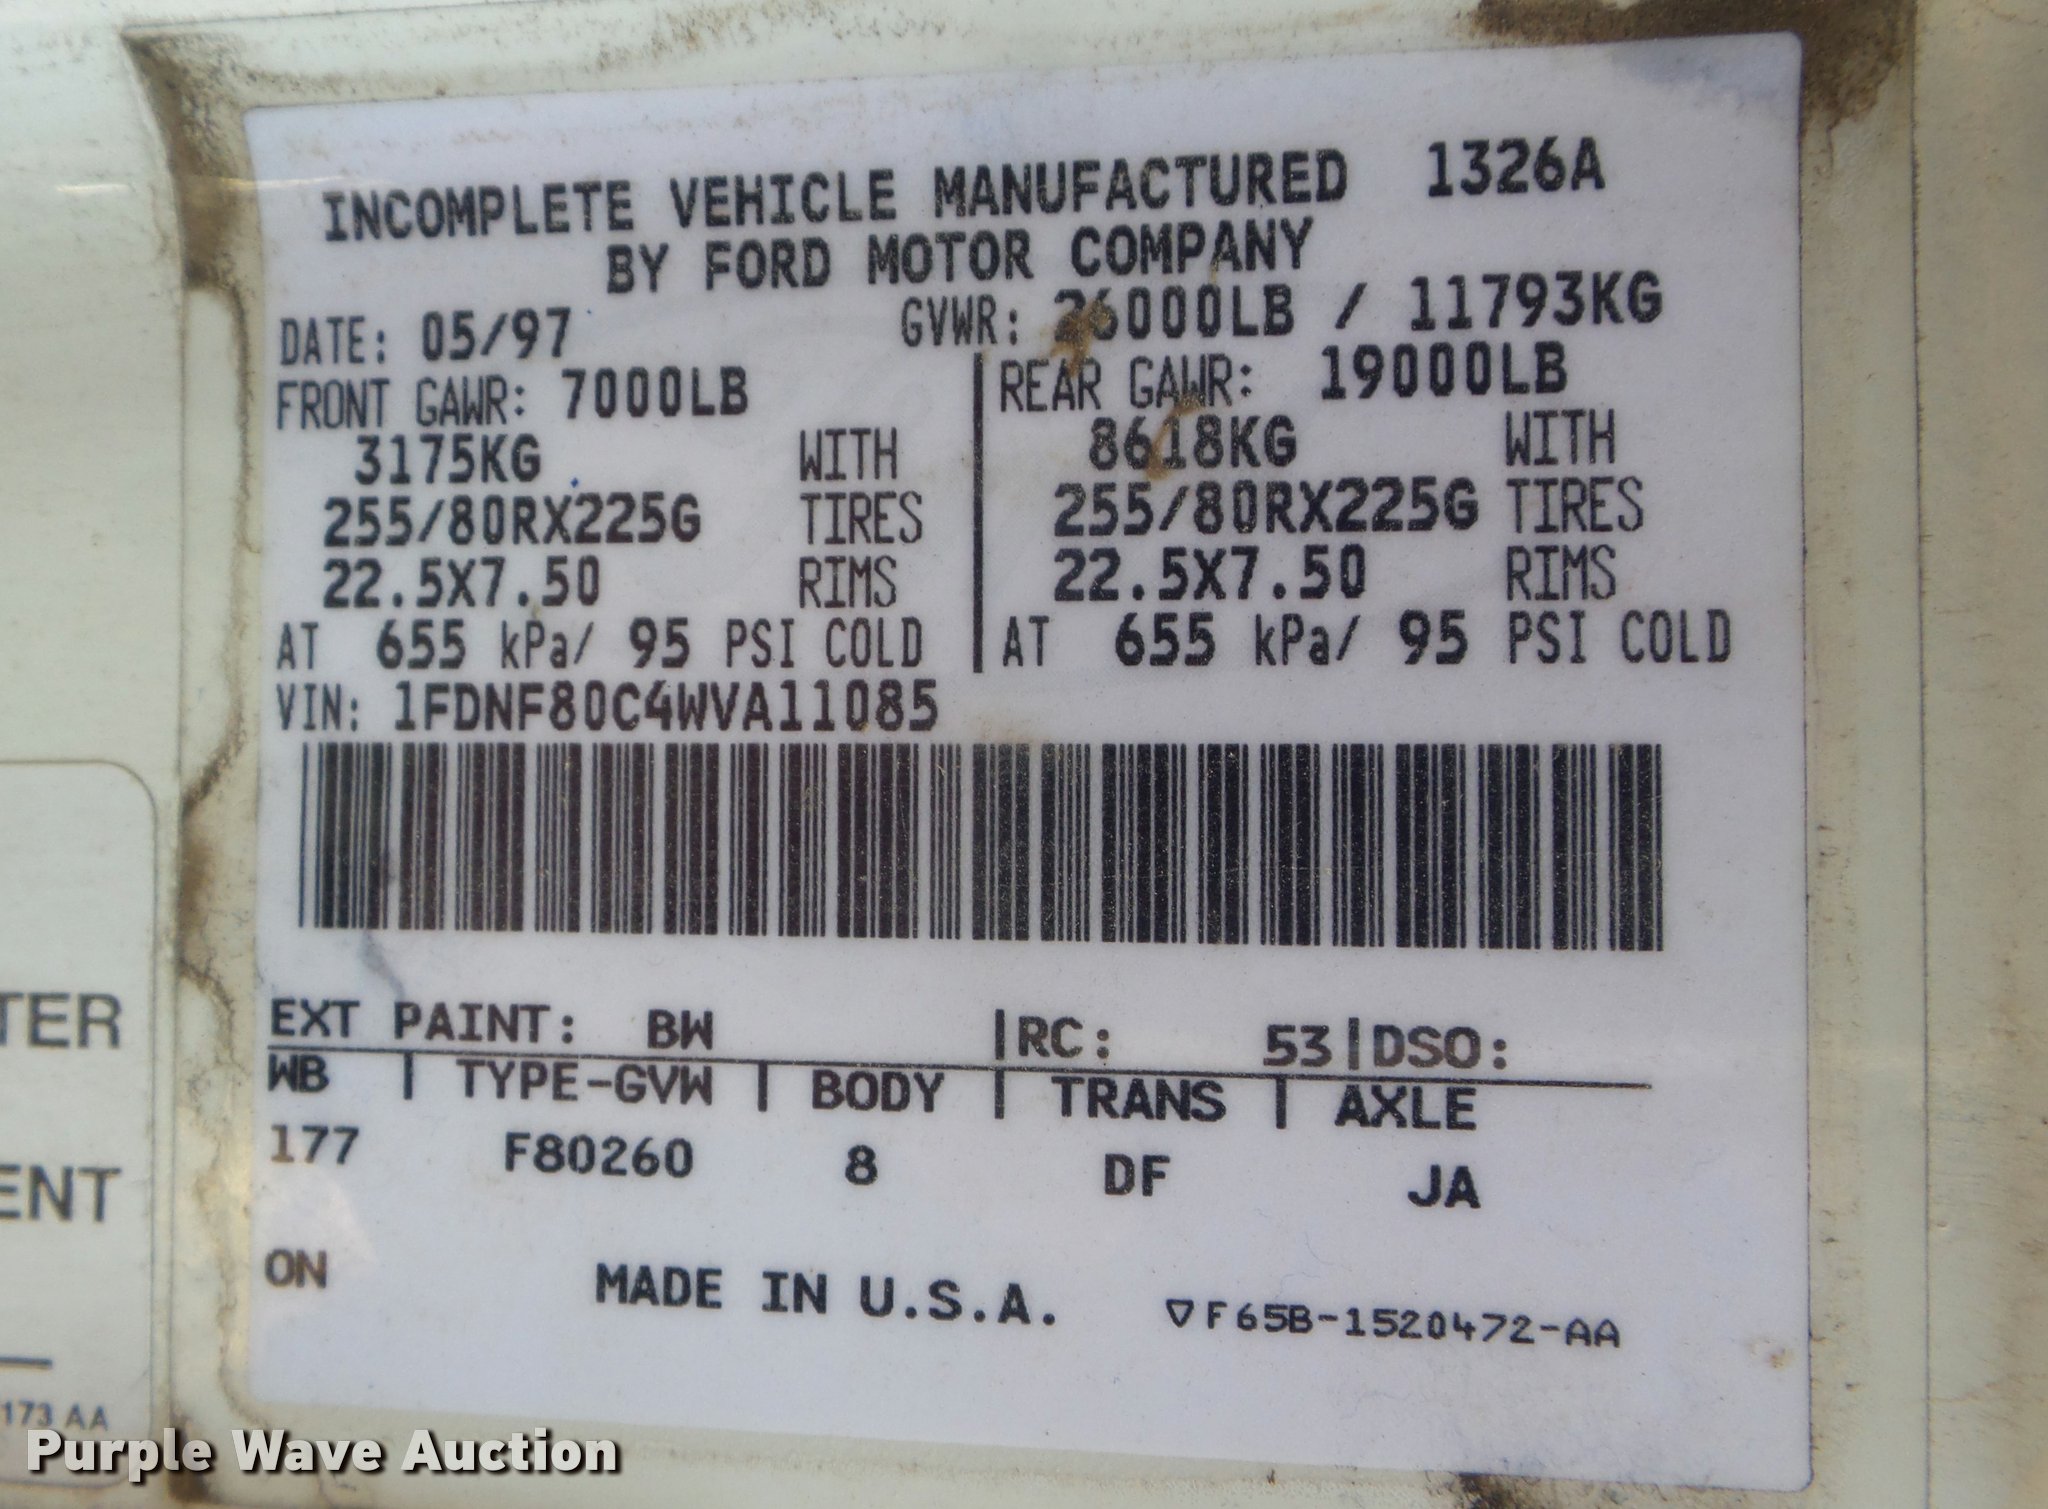 INCOMPLETE VEHICLE MANUFACTURED 1326A
BY FORD MOTOR COMPANY
DATE: 05/97 GVWR: 26000LB / 11793KG
FRONT GAWR: 7000LB REAR GAWR: 19000LB
3175KG WITH 8618KG WITH
255/80RX225G TIRES 255/80RX225G TIRES
22.5X7.50 RIMS 22.5X7.50 RIMS
AT 655 kPa/ 95 PSI COLD AT 655 kPa/ 95 PSI COLD
VIN: 1FDNF80C4WVA11085
EXT PAINT: BW |RC: 53|DSO:
WB | TYPE-GVW | BODY | TRANS | AXLE
177 F80260 8 DF JA
ON MADE IN U.S.A. ▽F65B-1520472-AA
TER
ENT
173 AA
Purple Wave Auction